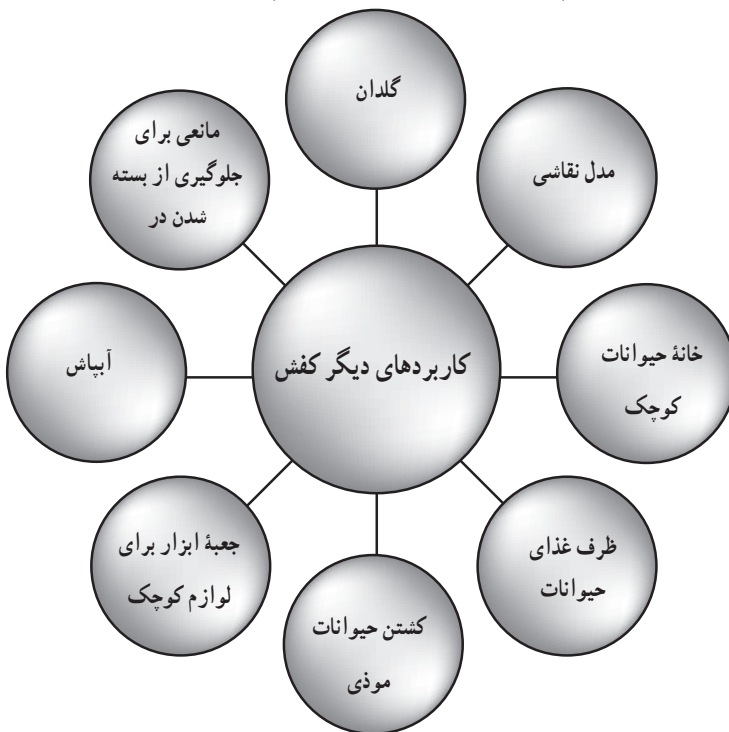 گلدان
مدل نقاشی
خانهٔ حیوانات
کوچک
ظرف غذای
حیوانات
کشتن حیوانات
موذی
جعبهٔ ابزار برای
لوازم کوچک
آبپاش
مانعی برای
جلوگیری از بسته
شدن در
کاربردهای دیگر کفش